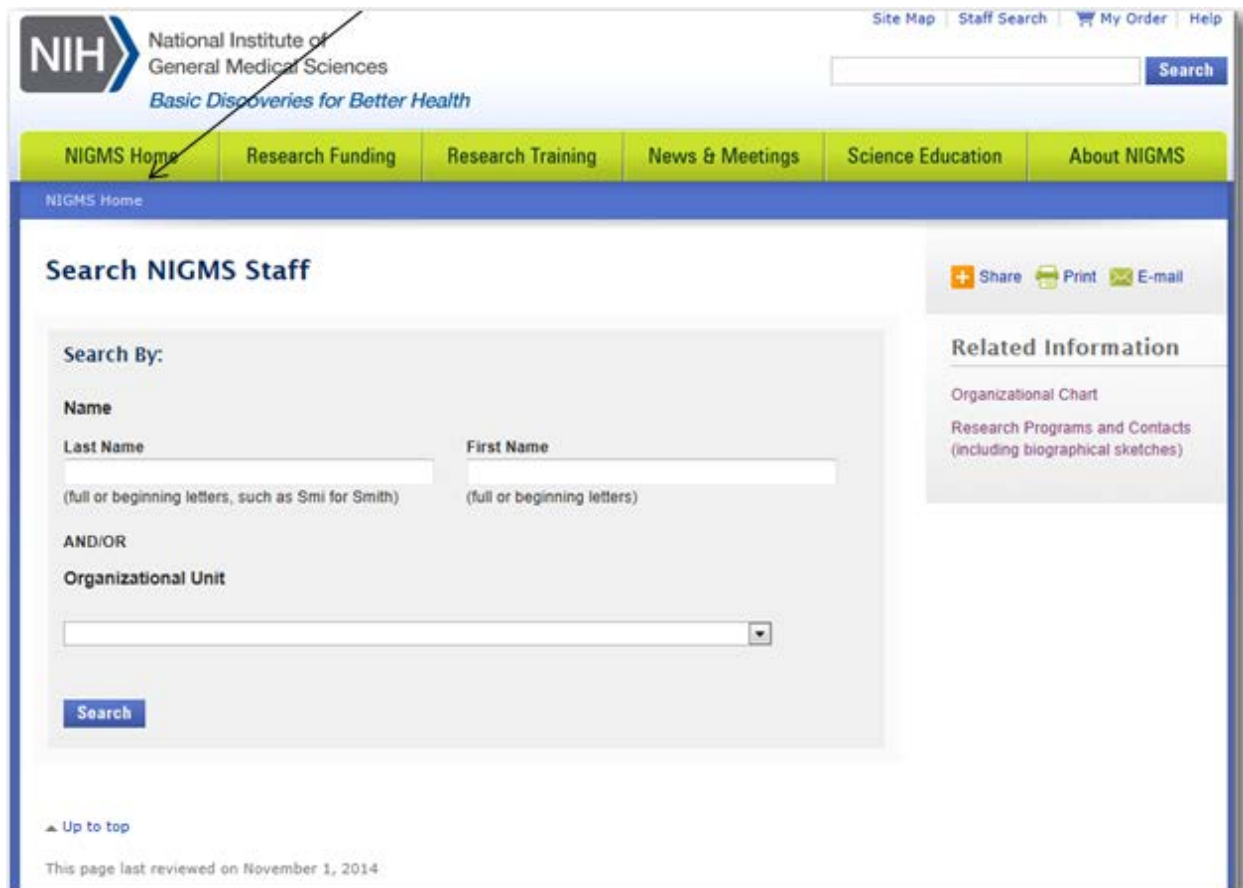 Site Map Staff Search My Order Help
NIH National Institute of
General Medical Sciences
Basic Discoveries for Better Health
Search
NIGMS Home Research Funding Research Training News & Meetings Science Education About NIGMS
NIGMS Home
Search NIGMS Staff
Share Print E-mail
Search By:
Name
Last Name First Name
(full or beginning letters, such as Smi for Smith) (full or beginning letters)
AND/OR
Organizational Unit
Search
Related Information
Organizational Chart
Research Programs and Contacts
(including biographical sketches)
Up to top
This page last reviewed on November 1, 2014